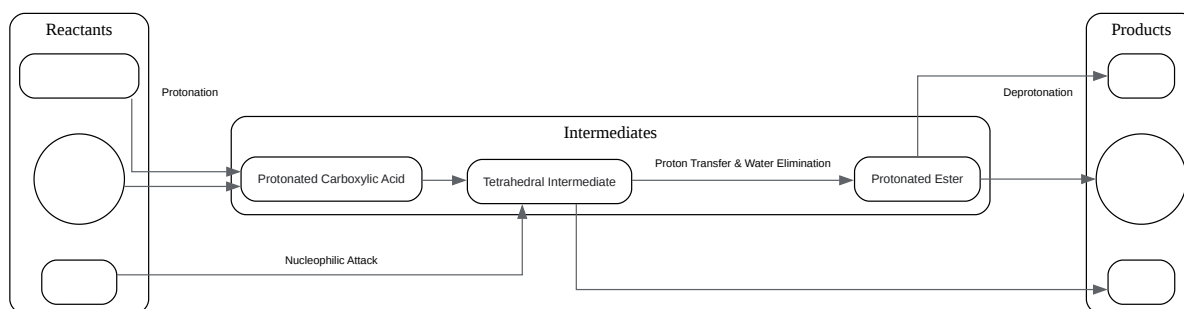 Reactants
Products
Protonation
Deprotonation
Intermediates
Protonated Carboxylic Acid
Tetrahedral Intermediate
Proton Transfer & Water Elimination
Protonated Ester
Nucleophilic Attack